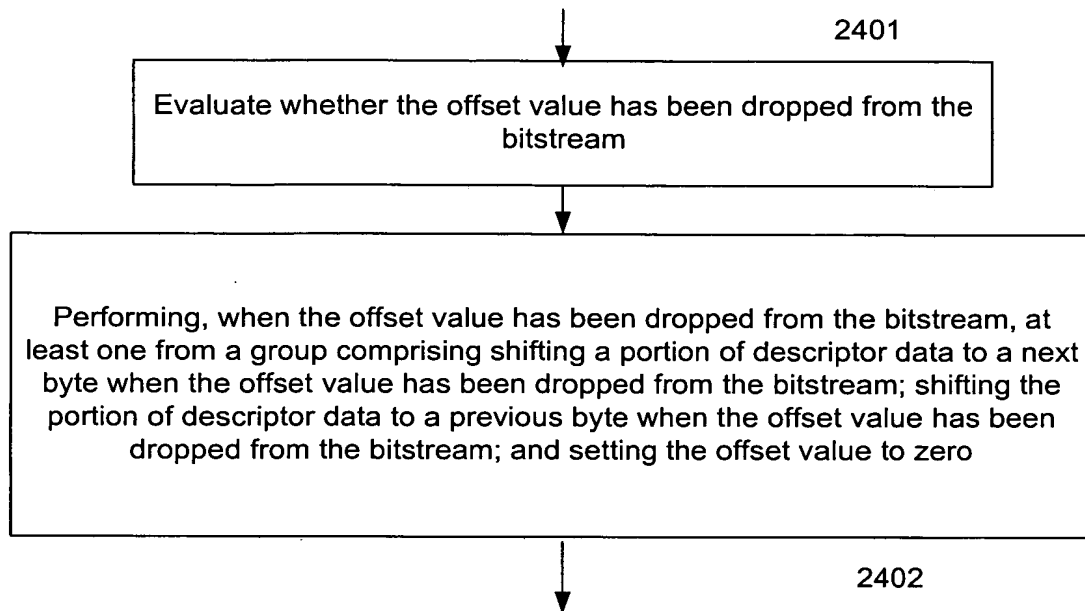 2401
Evaluate whether the offset value has been dropped from the
bitstream
Performing, when the offset value has been dropped from the bitstream, at
least one from a group comprising shifting a portion of descriptor data to a next
byte when the offset value has been dropped from the bitstream; shifting the
portion of descriptor data to a previous byte when the offset value has been
dropped from the bitstream; and setting the offset value to zero
2402